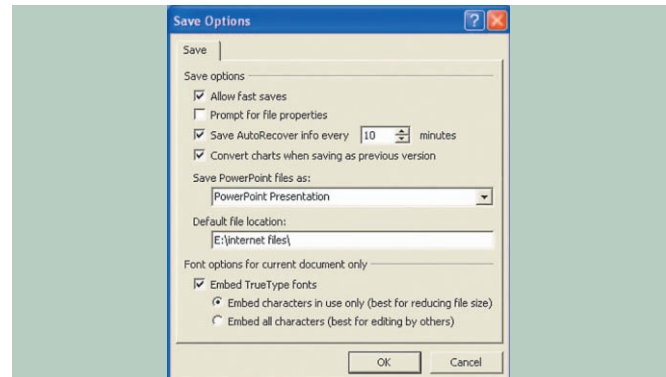 Save Options
Save
Save options
Allow fast saves
Prompt for file properties
Save AutoRecover info every 10 minutes
Convert charts when saving as previous version
Save PowerPoint files as:
PowerPoint Presentation
Default file location:
E:\internet files\
Font options for current document only
Embed TrueType fonts
Embed characters in use only (best for reducing file size)
Embed all characters (best for editing by others)
OK Cancel